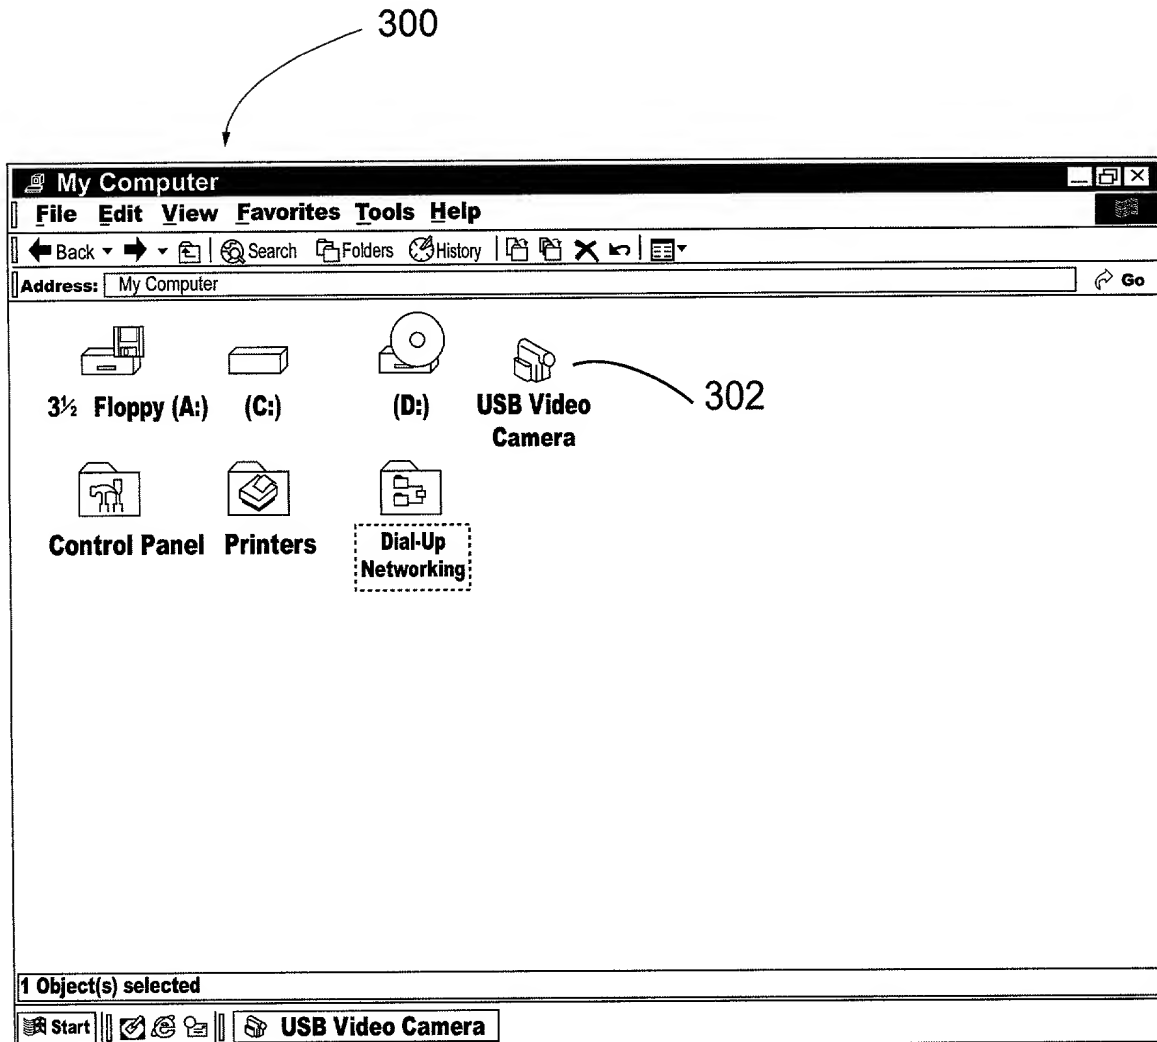 300
My Computer
File Edit View Favorites Tools Help
Back Search Folders History
Address: My Computer Go
3½ Floppy (A:) (C:) (D:) USB Video Camera
302
Control Panel Printers Dial-Up Networking
1 Object(s) selected
Start USB Video Camera